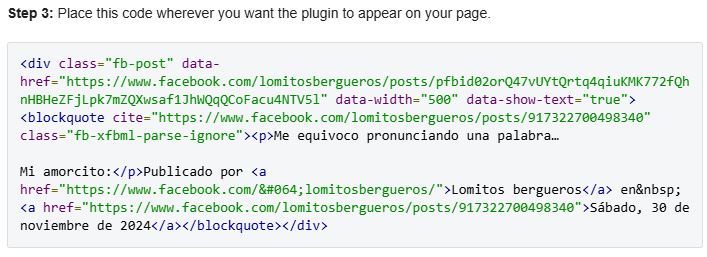 Step 3: Place this code wherever you want the plugin to appear on your page.
<div class="fb-post" data-
href="https://www.facebook.com/lomitosbergueros/posts/pfbid02orQ47vUYtQrtq4qiuKMK772fQh
nHBHeZFjLpk7mZQXwsaf1JhWQqQCoFacu4NTV5l" data-width="500" data-show-text="true">
<blockquote cite="https://www.facebook.com/lomitosbergueros/posts/917322700498340"
class="fb-xfbml-parse-ignore"><p>Me equivoco pronunciando una palabra…
Mi amorcito:</p>Publicado por <a
href="https://www.facebook.com/&#064;lomitosbergueros/">Lomitos bergueros</a> en&nbsp;
<a href="https://www.facebook.com/lomitosbergueros/posts/917322700498340">Sábado, 30 de
noviembre de 2024</a></blockquote></div>